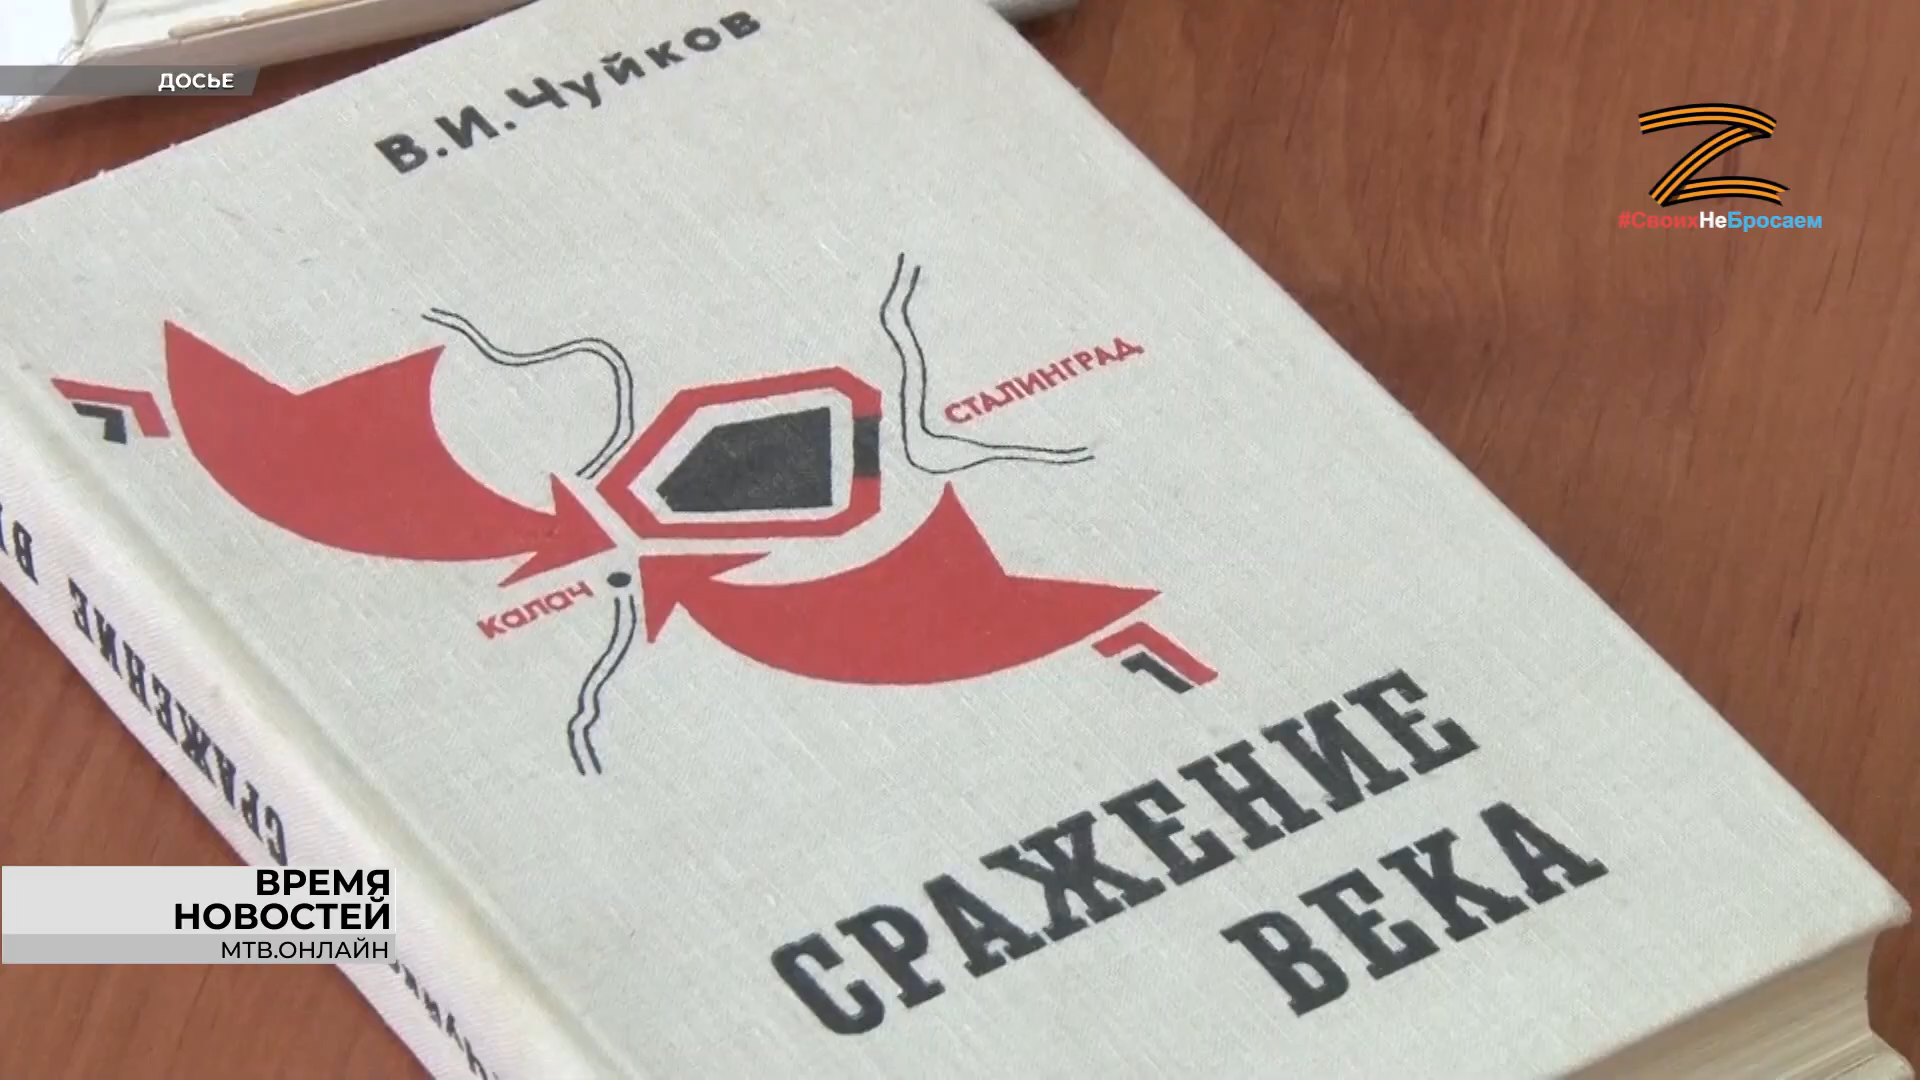 ДОСЬЕ
В.И.Чуйков
#СвоихНеБросаем
СТАЛИНГРАД
КАЛАЧ
СРАЖЕНИЕ
ВЕКА
СРАЖЕНИЕ
ВРЕМЯ
НОВОСТЕЙ
МТВ.ОНЛАЙН